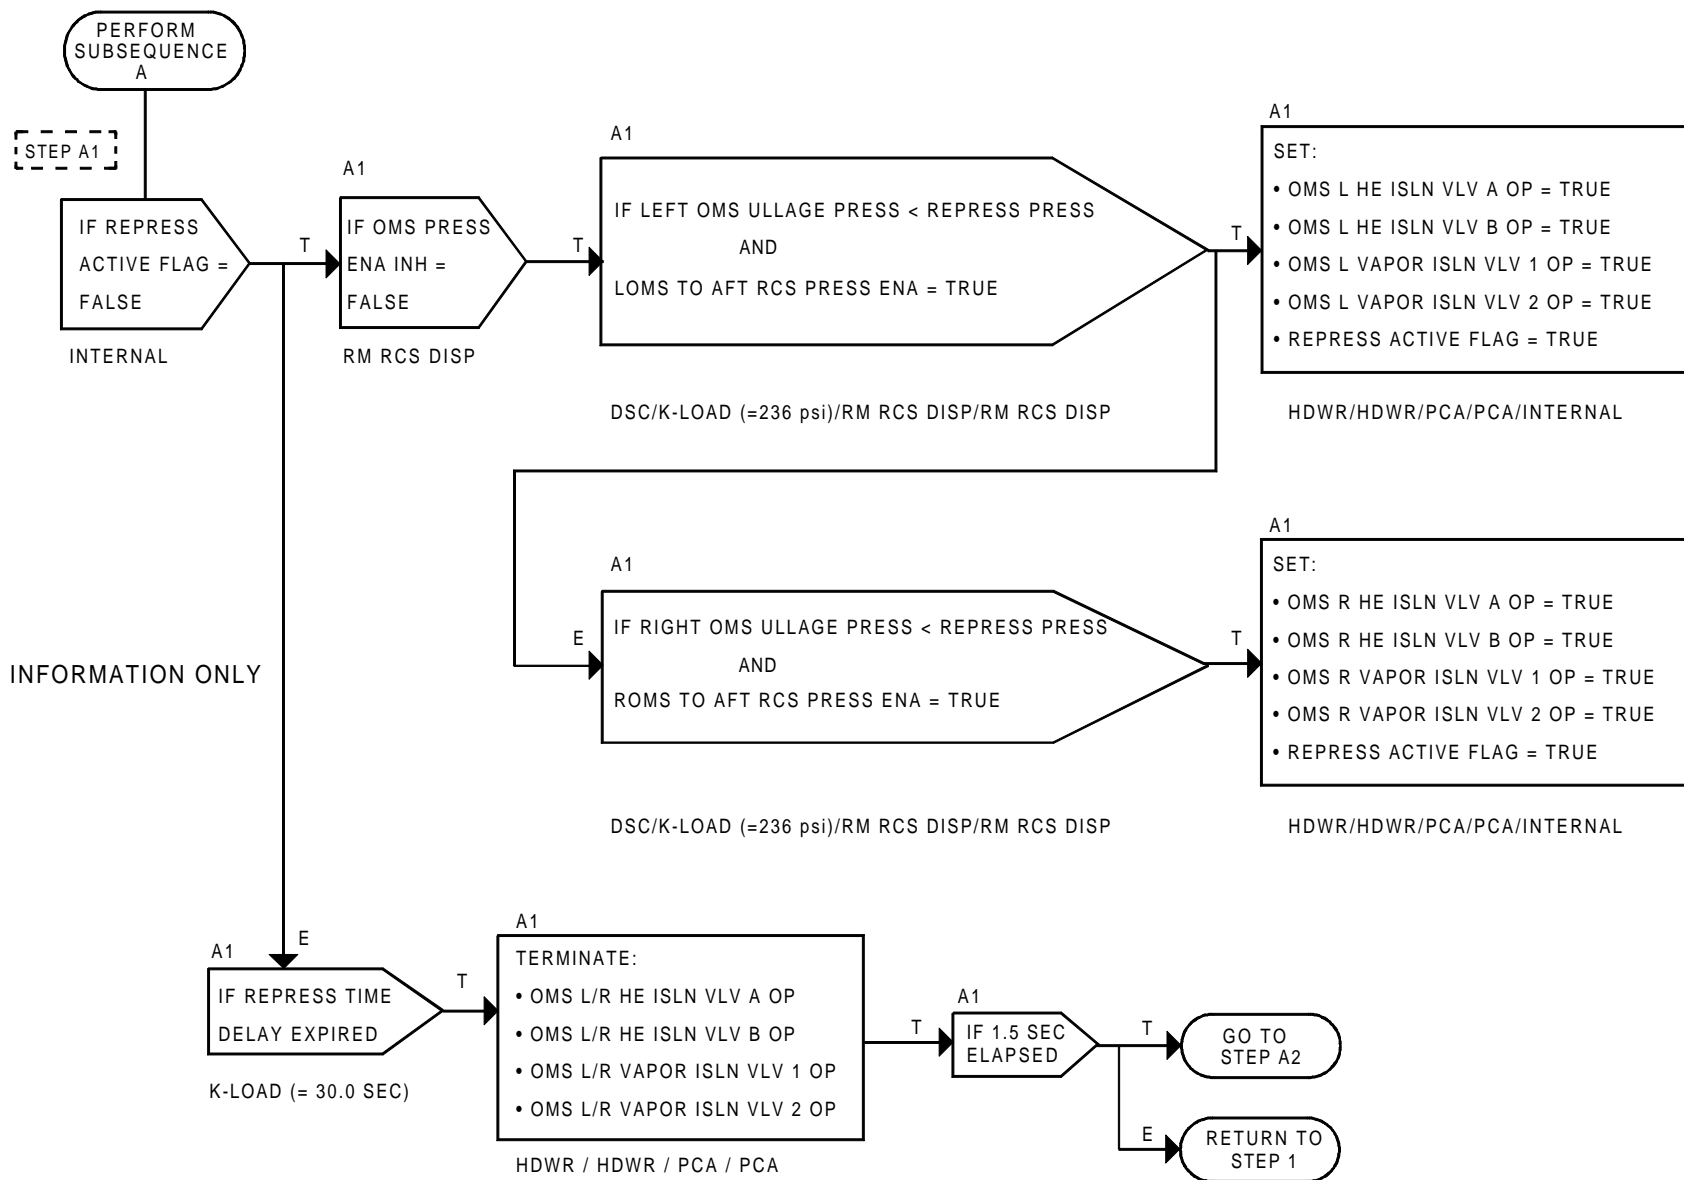 PERFORM
SUBSEQUENCE
A
STEP A1
IF REPRESS
ACTIVE FLAG =
FALSE
INTERNAL
T
A1
IF OMS PRESS
ENA INH =
FALSE
RM RCS DISP
T
A1
IF LEFT OMS ULLAGE PRESS < REPRESS PRESS
AND
LOMS TO AFT RCS PRESS ENA = TRUE
DSC/K-LOAD (=236 psi)/RM RCS DISP/RM RCS DISP
T
A1
SET:
• OMS L HE ISLN VLV A OP = TRUE
• OMS L HE ISLN VLV B OP = TRUE
• OMS L VAPOR ISLN VLV 1 OP = TRUE
• OMS L VAPOR ISLN VLV 2 OP = TRUE
• REPRESS ACTIVE FLAG = TRUE
HDWR/HDWR/PCA/PCA/INTERNAL
E
A1
IF RIGHT OMS ULLAGE PRESS < REPRESS PRESS
AND
ROMS TO AFT RCS PRESS ENA = TRUE
DSC/K-LOAD (=236 psi)/RM RCS DISP/RM RCS DISP
T
A1
SET:
• OMS R HE ISLN VLV A OP = TRUE
• OMS R HE ISLN VLV B OP = TRUE
• OMS R VAPOR ISLN VLV 1 OP = TRUE
• OMS R VAPOR ISLN VLV 2 OP = TRUE
• REPRESS ACTIVE FLAG = TRUE
HDWR/HDWR/PCA/PCA/INTERNAL
INFORMATION ONLY
E
A1
IF REPRESS TIME
DELAY EXPIRED
K-LOAD (= 30.0 SEC)
T
A1
TERMINATE:
• OMS L/R HE ISLN VLV A OP
• OMS L/R HE ISLN VLV B OP
• OMS L/R VAPOR ISLN VLV 1 OP
• OMS L/R VAPOR ISLN VLV 2 OP
HDWR / HDWR / PCA / PCA
T
A1
IF 1.5 SEC
ELAPSED
T
GO TO
STEP A2
E
RETURN TO
STEP 1